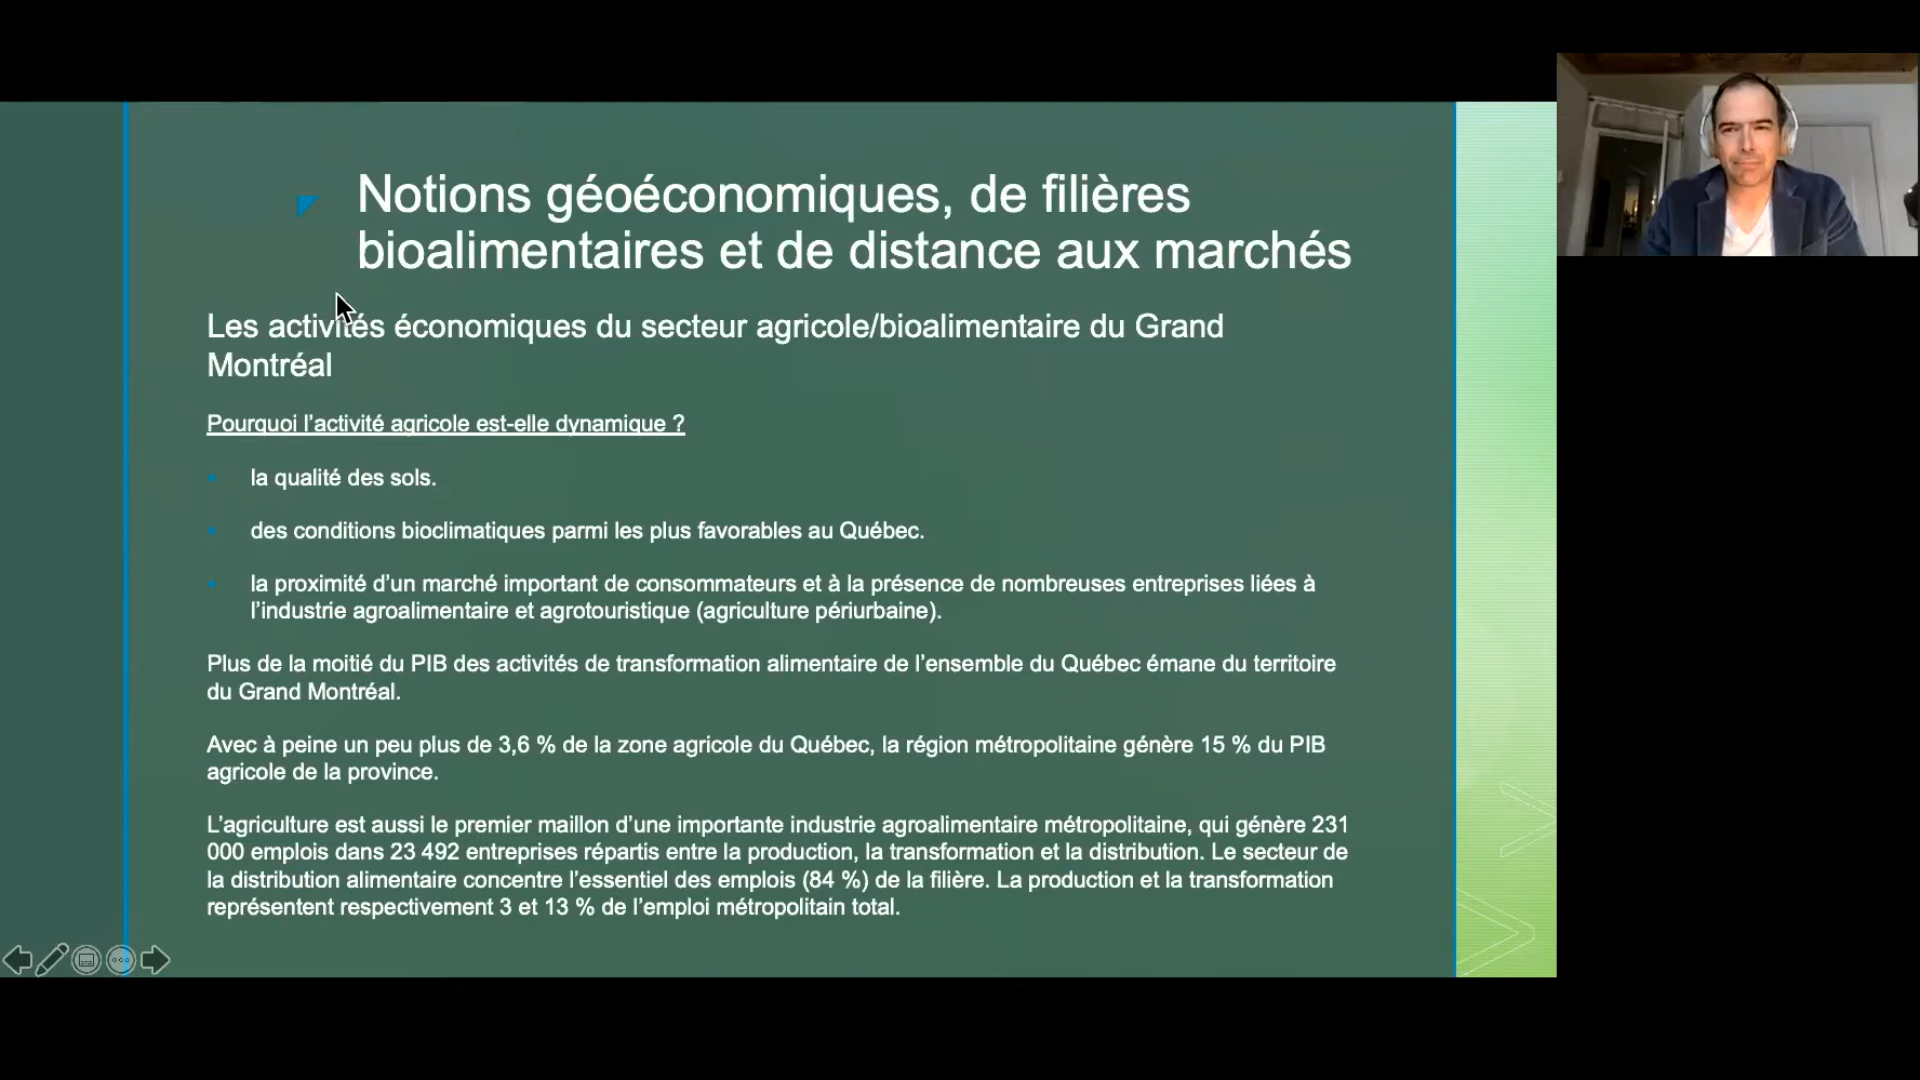 Notions géoéconomiques, de filières
bioalimentaires et de distance aux marchés
Les activités économiques du secteur agricole/bioalimentaire du Grand
Montréal
Pourquoi l’activité agricole est-elle dynamique ?
la qualité des sols.
des conditions bioclimatiques parmi les plus favorables au Québec.
la proximité d’un marché important de consommateurs et à la présence de nombreuses entreprises liées à
l’industrie agroalimentaire et agrotouristique (agriculture périurbaine).
Plus de la moitié du PIB des activités de transformation alimentaire de l’ensemble du Québec émane du territoire
du Grand Montréal.
Avec à peine un peu plus de 3,6 % de la zone agricole du Québec, la région métropolitaine génère 15 % du PIB
agricole de la province.
L’agriculture est aussi le premier maillon d’une importante industrie agroalimentaire métropolitaine, qui génère 231
000 emplois dans 23 492 entreprises répartis entre la production, la transformation et la distribution. Le secteur de
la distribution alimentaire concentre l’essentiel des emplois (84 %) de la filière. La production et la transformation
représentent respectivement 3 et 13 % de l’emploi métropolitain total.